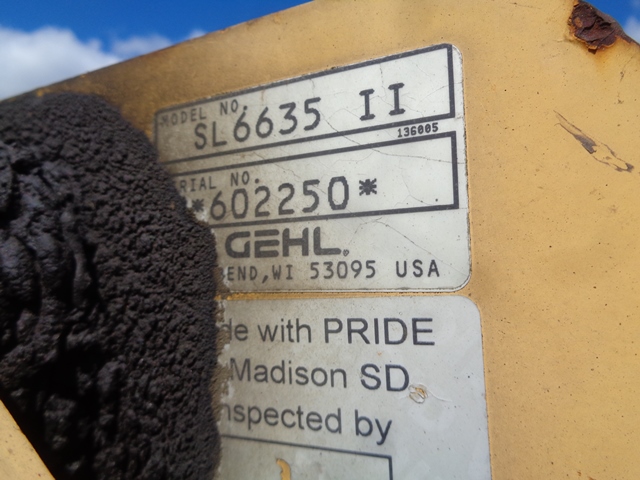 MODEL NO.
SL6635 II
136005
SERIAL NO.
*602250*
GEHL
BEND, WI 53095 USA
de with PRIDE
Madison SD
nspected by